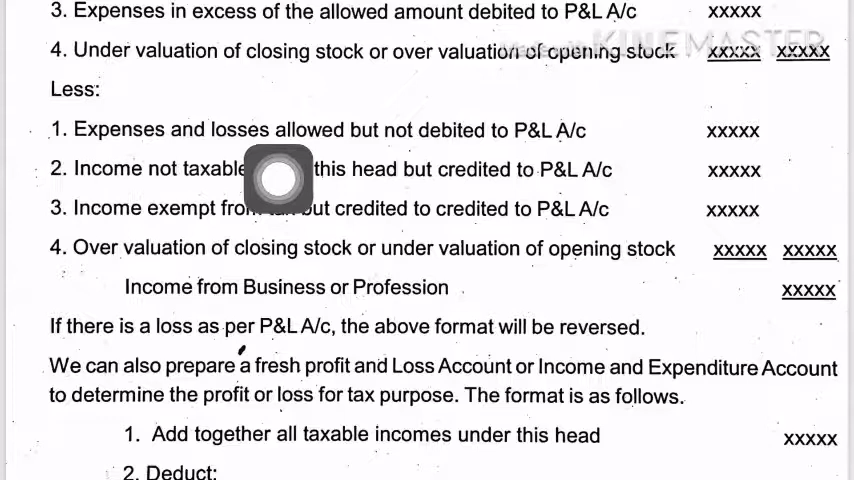 3. Expenses in excess of the allowed amount debited to P&L A/c xxxxx
4. Under valuation of closing stock or over valuation of opening stock xxxxx xxxxx
KINEMASTER
Less:
1. Expenses and losses allowed but not debited to P&L A/c xxxxx
2. Income not taxable this head but credited to P&L A/c xxxxx
3. Income exempt from but credited to credited to P&L A/c xxxxx
4. Over valuation of closing stock or under valuation of opening stock xxxxx xxxxx
Income from Business or Profession xxxxx
If there is a loss as per P&L A/c, the above format will be reversed.
We can also prepare a fresh profit and Loss Account or Income and Expenditure Account
to determine the profit or loss for tax purpose. The format is as follows.
1. Add together all taxable incomes under this head xxxxx
2. Deduct: